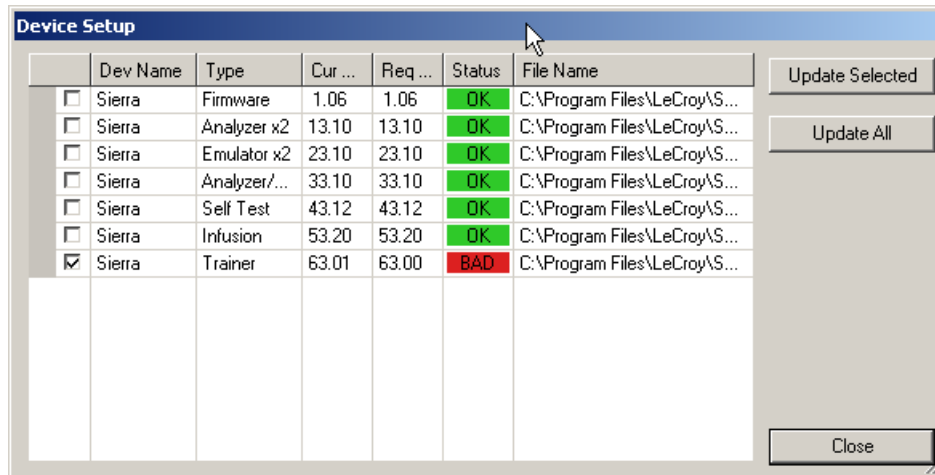 Device Setup
Dev Name Type Cur ... Req ... Status File Name
Sierra Firmware 1.06 1.06 OK C:\Program Files\LeCroy\S...
Sierra Analyzer x2 13.10 13.10 OK C:\Program Files\LeCroy\S...
Sierra Emulator x2 23.10 23.10 OK C:\Program Files\LeCroy\S...
Sierra Analyzer/... 33.10 33.10 OK C:\Program Files\LeCroy\S...
Sierra Self Test 43.12 43.12 OK C:\Program Files\LeCroy\S...
Sierra Infusion 53.20 53.20 OK C:\Program Files\LeCroy\S...
Sierra Trainer 63.01 63.00 BAD C:\Program Files\LeCroy\S...
Update Selected
Update All
Close